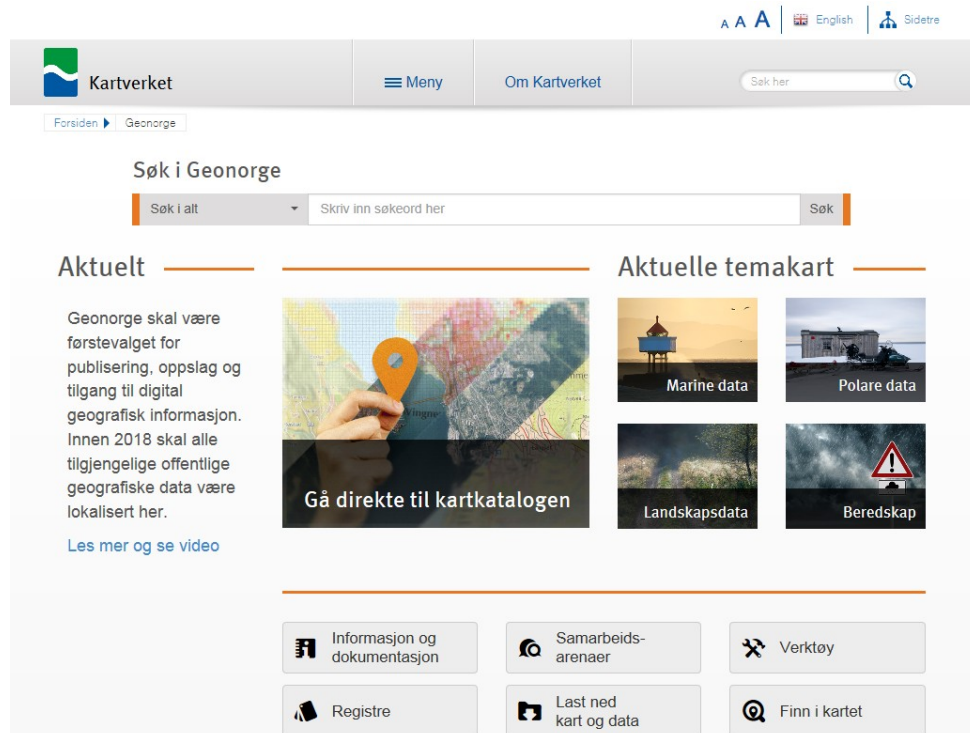 A A A English Sidetre
Kartverket Meny Om Kartverket Søk her
Forsiden Geonorge
Søk i Geonorge
Søk i alt Skriv inn søkeord her Søk
Aktuelt
Geonorge skal være
førstevalget for
publisering, oppslag og
tilgang til digital
geografisk informasjon.
Innen 2018 skal alle
tilgjengelige offentlige
geografiske data være
lokalisert her.
Les mer og se video
Vingne
Gå direkte til kartkatalogen
Aktuelle temakart
Marine data
Polare data
Landskapsdata
Beredskap
Informasjon og
dokumentasjon
Samarbeids-
arenaer
Verktøy
Registre
Last ned
kart og data
Finn i kartet